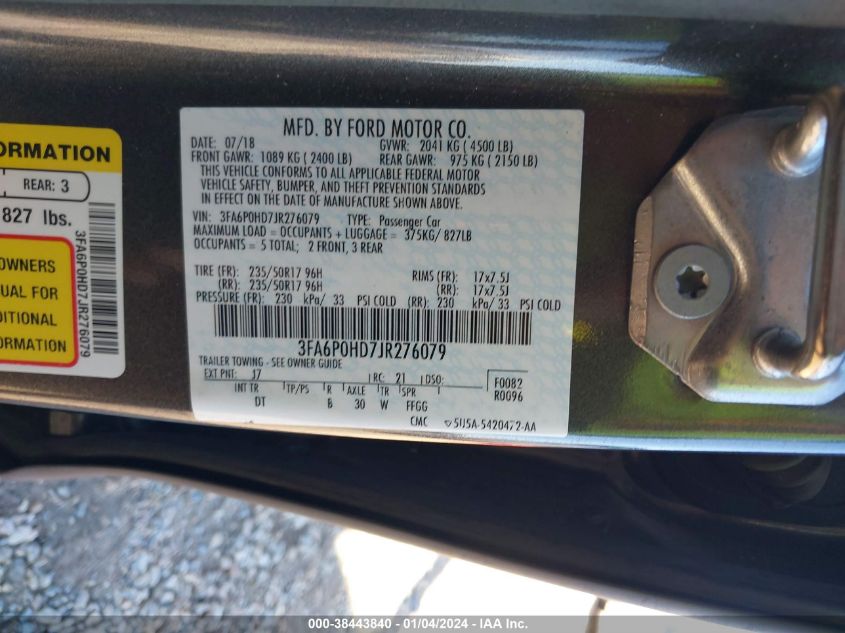 ORMATION
REAR: 3
827 lbs.
OWNERS
UAL FOR
DITIONAL
ORMATION
3FA6P0HD7JR276079
MFD. BY FORD MOTOR CO.
DATE: 07/18 GVWR: 2041 KG ( 4500 LB)
FRONT GAWR: 1089 KG ( 2400 LB) REAR GAWR: 975 KG ( 2150 LB)
THIS VEHICLE CONFORMS TO ALL APPLICABLE FEDERAL MOTOR
VEHICLE SAFETY, BUMPER, AND THEFT PREVENTION STANDARDS
IN EFFECT ON THE DATE OF MANUFACTURE SHOWN ABOVE.
VIN: 3FA6P0HD7JR276079 TYPE: Passenger Car
MAXIMUM LOAD = OCCUPANTS + LUGGAGE = 375KG/ 827LB
OCCUPANTS = 5 TOTAL; 2 FRONT, 3 REAR
TIRE (FR): 235/50R17 96H RIMS (FR): 17x7.5J
(RR): 235/50R17 96H (RR): 17x7.5J
PRESSURE (FR): 230 kPa/ 33 PSI COLD (RR): 230 kPa/ 33 PSI COLD
3FA6P0HD7JR276079
TRAILER TOWING - SEE OWNER GUIDE
EXT PNT: J7 RC: 21 DSO:
INT TR TP/PS R AXLE TR SPR
DT B 30 W FFGG
F0082
R0096
CMC 5U5A-5420472-AA
000-38443840 - 01/04/2024 - IAAI.COM